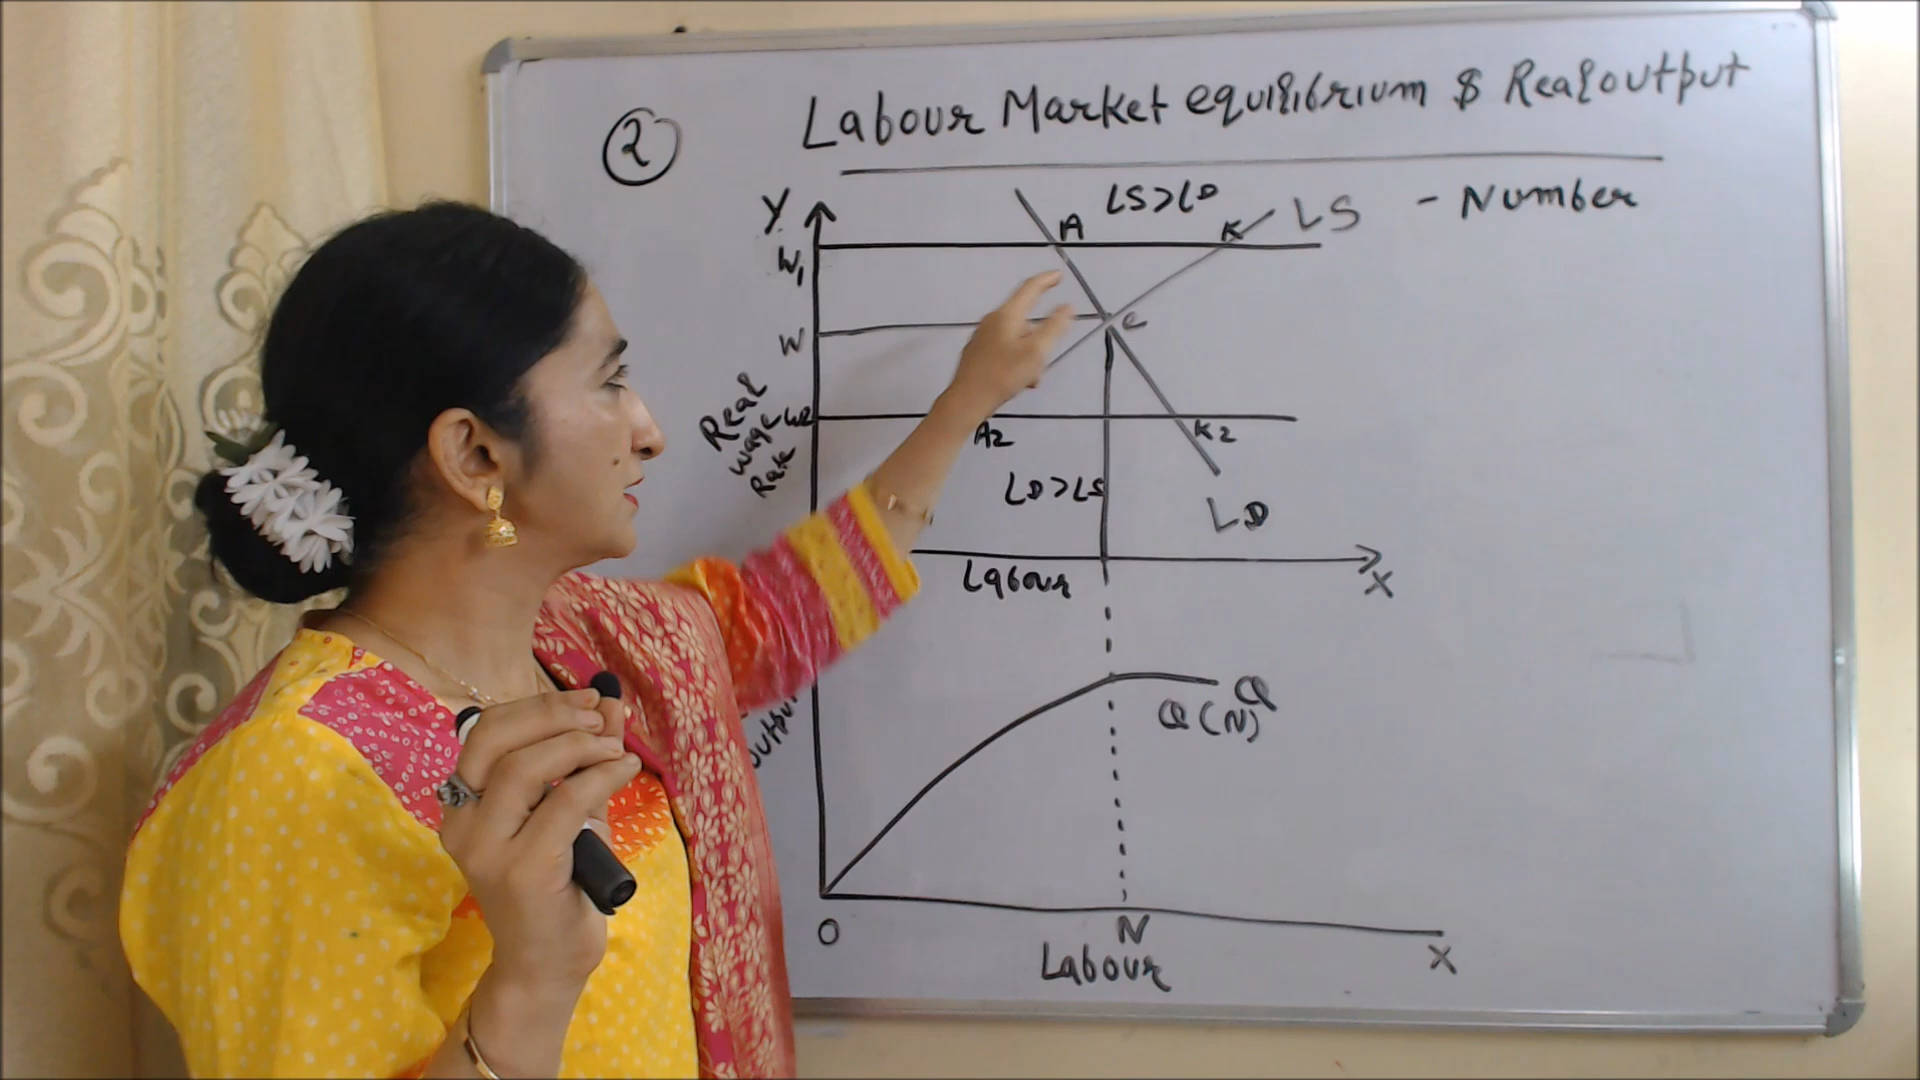 2
Labour Market equilibrium $ Real output
Y
LS>LD
LS
- Number
A
K
W1
e
W
Real
wage
Rate
W2
A2
K2
LD>LS
LD
Labour
X
Q
Q(N)
output
O
N
X
Labour